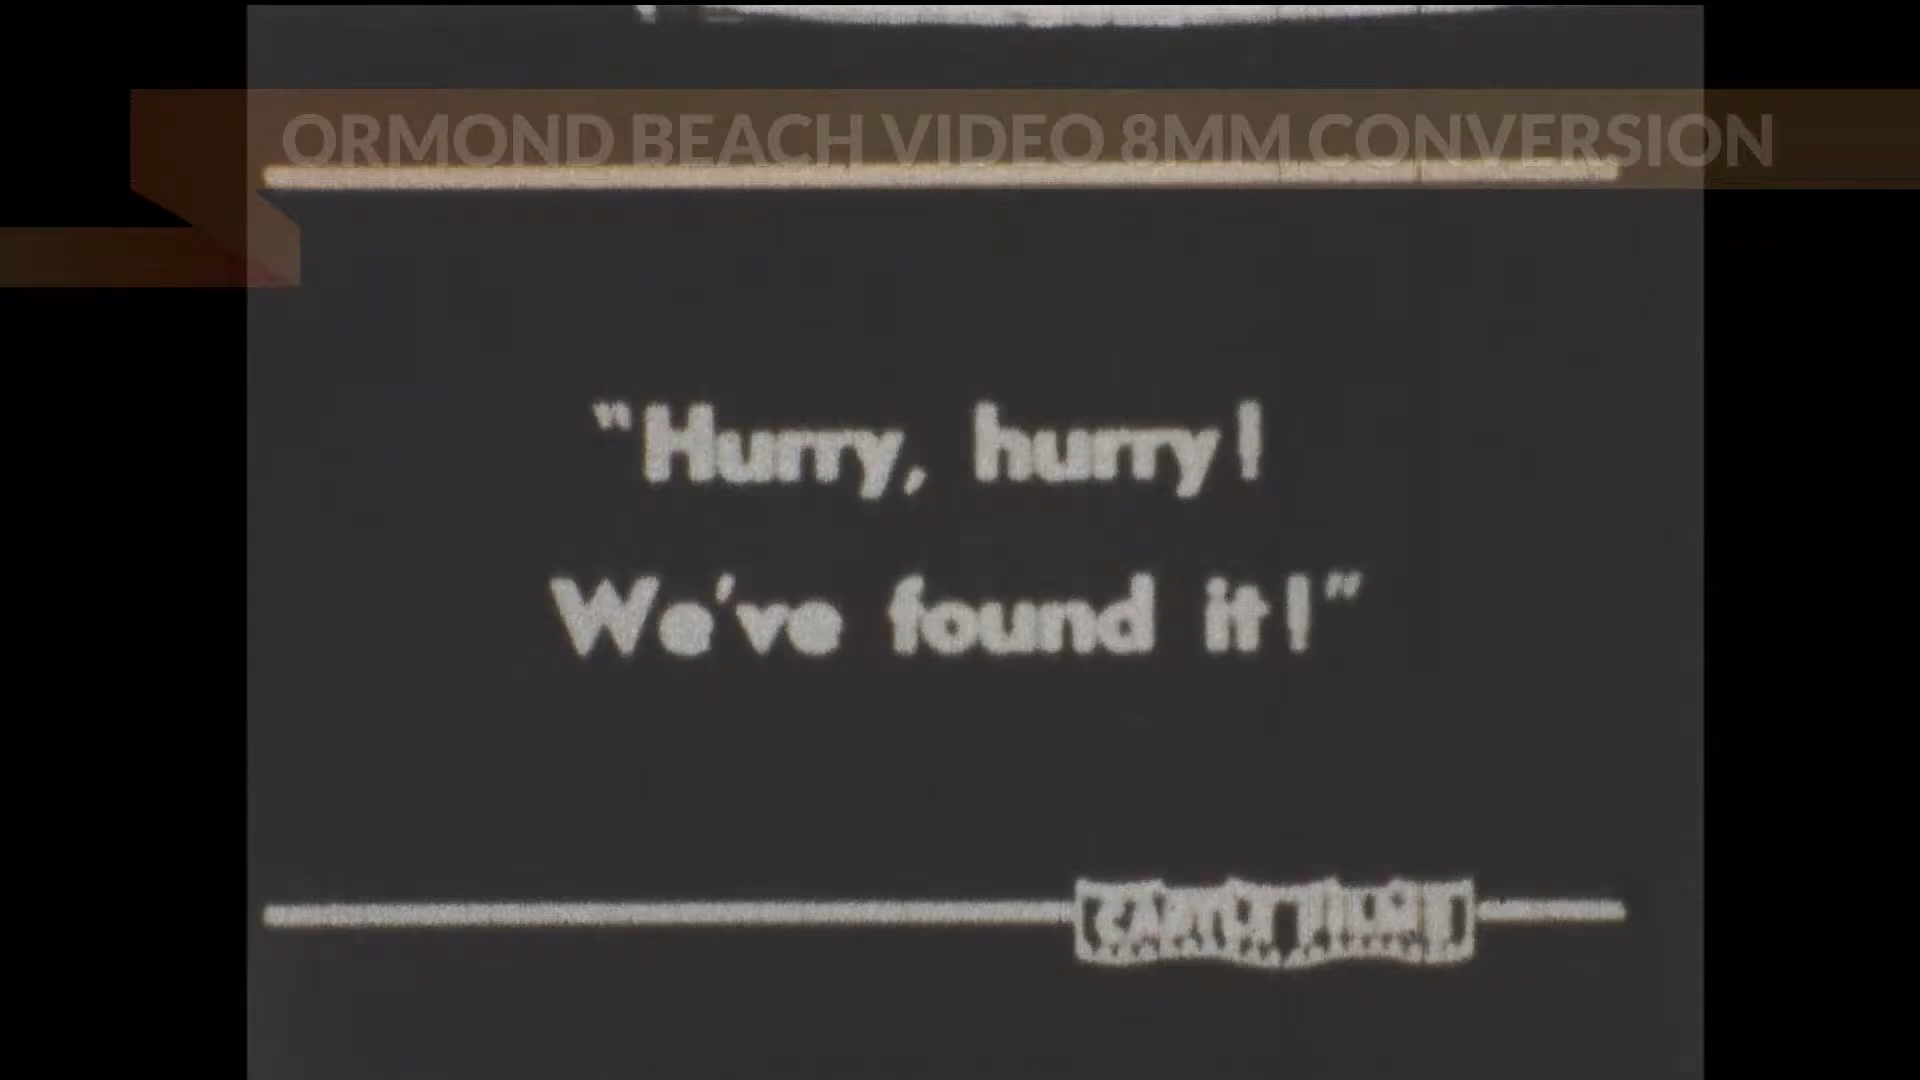 ORMOND BEACH VIDEO 8MM CONVERSION
"Hurry, hurry!
We've found it!"